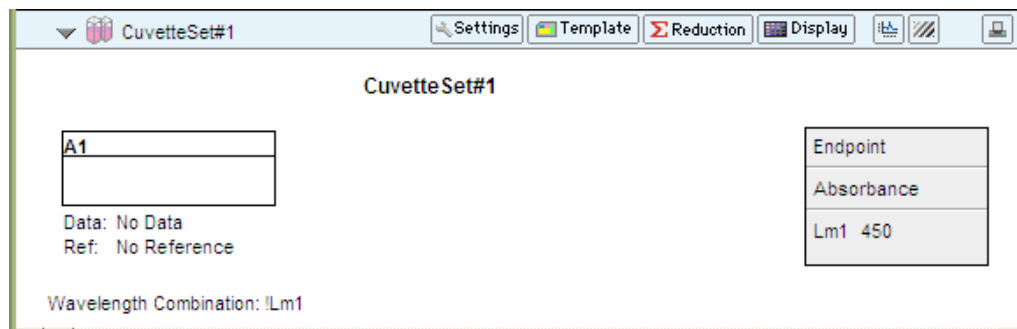 CuvetteSet#1 Settings Template Reduction Display
CuvetteSet#1
A1
Data: No Data
Ref: No Reference
Endpoint
Absorbance
Lm1 450
Wavelength Combination: !Lm1